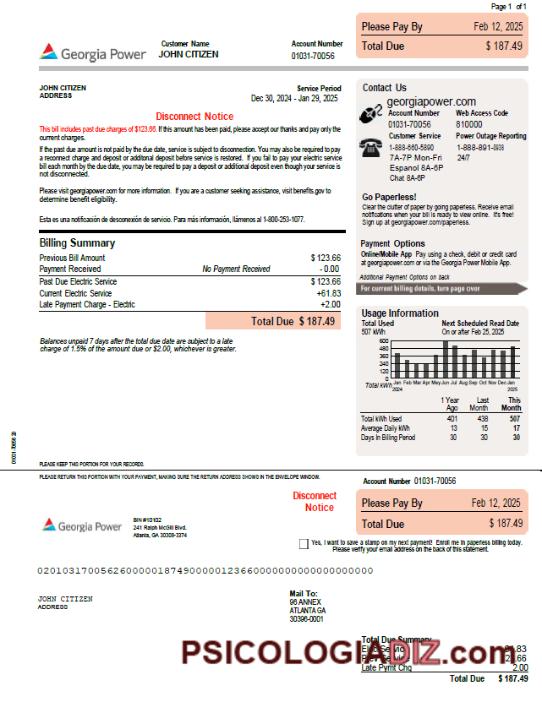 Page 1 of 1
Please Pay By Feb 12, 2025
Total Due $ 187.49
Georgia Power
Customer Name
JOHN CITIZEN
Account Number
01031-70056
JOHN CITIZEN
ADDRESS
Service Period
Dec 30, 2024 - Jan 29, 2025
Disconnect Notice
This bill includes past due charges of $123.66. If this amount has been paid, please accept our thanks and pay only the
current charges.
If the past due amount is not paid by the due date, service is subject to disconnection. You may also be required to pay
a reconnect charge and deposit or additional deposit before service is restored. If you fail to pay your electric service
bill each month by the due date, you may be required to pay a deposit or additional deposit even though your service is
not disconnected.
Please visit georgiapower.com for more information. If you are a customer seeking assistance, visit benefits.gov to
determine benefit eligibility.
Esta es una notificación de desconexión de servicio. Para más información, llámenos al 1-800-253-1077.
Billing Summary
Previous Bill Amount $ 123.66
Payment Received No Payment Received - 0.00
Past Due Electric Service $ 123.66
Current Electric Service +61.83
Late Payment Charge - Electric +2.00
Total Due $ 187.49
Balances unpaid 7 days after the total due date are subject to a late
charge of 1.5% of the amount due or $2.00, whichever is greater.
Contact Us
georgiapower.com
Account Number Web Access Code
01031-70056 810000
Customer Service Power Outage Reporting
1-888-660-5890 1-888-891-0938
7A-7P Mon-Fri 24/7
Espanol 8A-6P
Chat 8A-6P
Go Paperless!
Clear the clutter of paper by going paperless. Receive email
notifications when your bill is ready to view online. It's free!
Sign up at georgiapower.com/paperless.
Payment Options
Online/Mobile App Pay using a check, debit or credit card
at georgiapower.com or via the Georgia Power Mobile App.
Additional Payment Options on back
For current billing details, turn page over
Usage Information
Total Used Next Scheduled Read Date
507 kWh On or after Feb 25, 2025
600
480
360
240
120
0
Total kWh Jan Feb Mar Apr May Jun Jul Aug Sep Oct Nov Dec Jan
2024 2025
1 Year Last This
Ago Month Month
Total kWh Used 401 438 507
Average Daily kWh 13 15 17
Days In Billing Period 30 30 30
PLEASE KEEP THIS PORTION FOR YOUR RECORDS.
PLEASE RETURN THIS PORTION WITH YOUR PAYMENT, MAKING SURE THE RETURN ADDRESS SHOWS IN THE ENVELOPE WINDOW.
Account Number 01031-70056
Disconnect
Notice
Please Pay By Feb 12, 2025
Total Due $ 187.49
Georgia Power
BIN #10102
241 Ralph McGill Blvd.
Atlanta, GA 30308-3374
Yes, I want to save a stamp on my next payment! Enroll me in paperless billing today.
Please verify your email address on the back of this statement.
JOHN CITIZEN
ADDRESS
Mail To:
96 ANNEX
ATLANTA GA
30396-0001
PSICOLOGIADIZ.com
Total Due Summary
Late Pymt Chg 2.00
Total Due $ 187.49